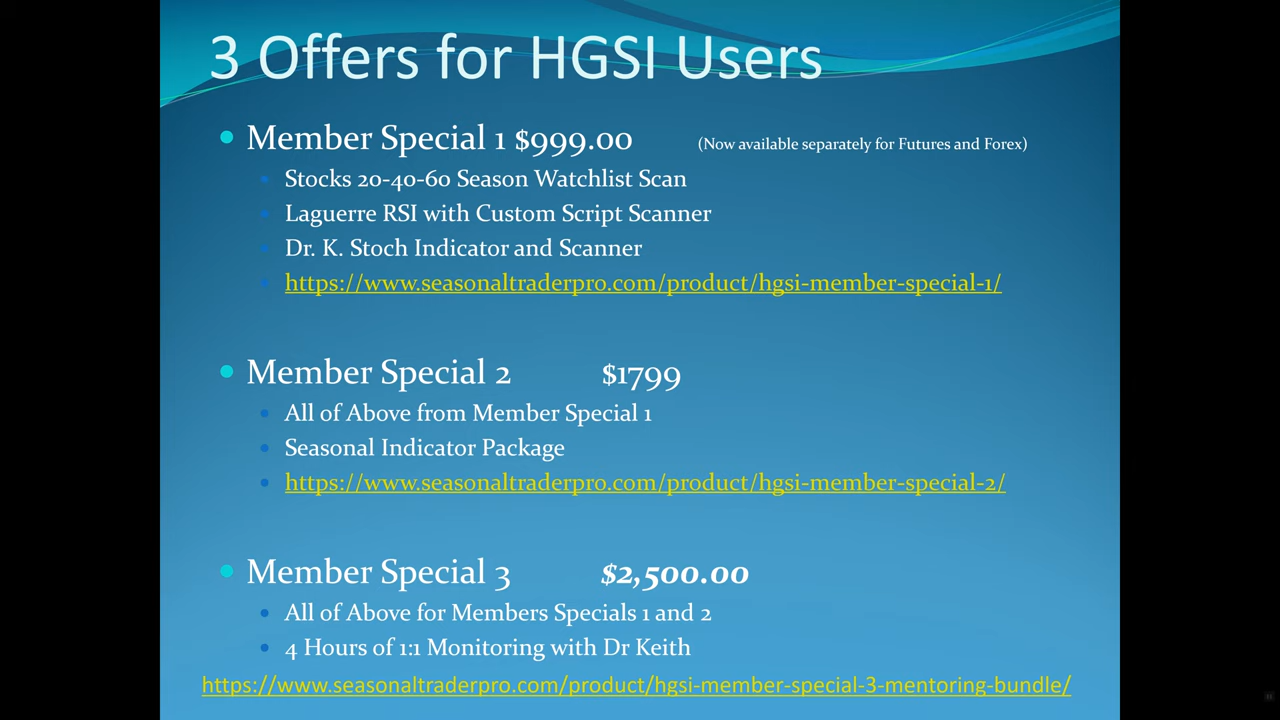 3 Offers for HGSI Users
Member Special 1 $999.00 (Now available separately for Futures and Forex)
Stocks 20-40-60 Season Watchlist Scan
Laguerre RSI with Custom Script Scanner
Dr. K. Stoch Indicator and Scanner
https://www.seasonaltraderpro.com/product/hgsi-member-special-1/
Member Special 2 $1799
All of Above from Member Special 1
Seasonal Indicator Package
https://www.seasonaltraderpro.com/product/hgsi-member-special-2/
Member Special 3 $2,500.00
All of Above for Members Specials 1 and 2
4 Hours of 1:1 Monitoring with Dr Keith
https://www.seasonaltraderpro.com/product/hgsi-member-special-3-mentoring-bundle/